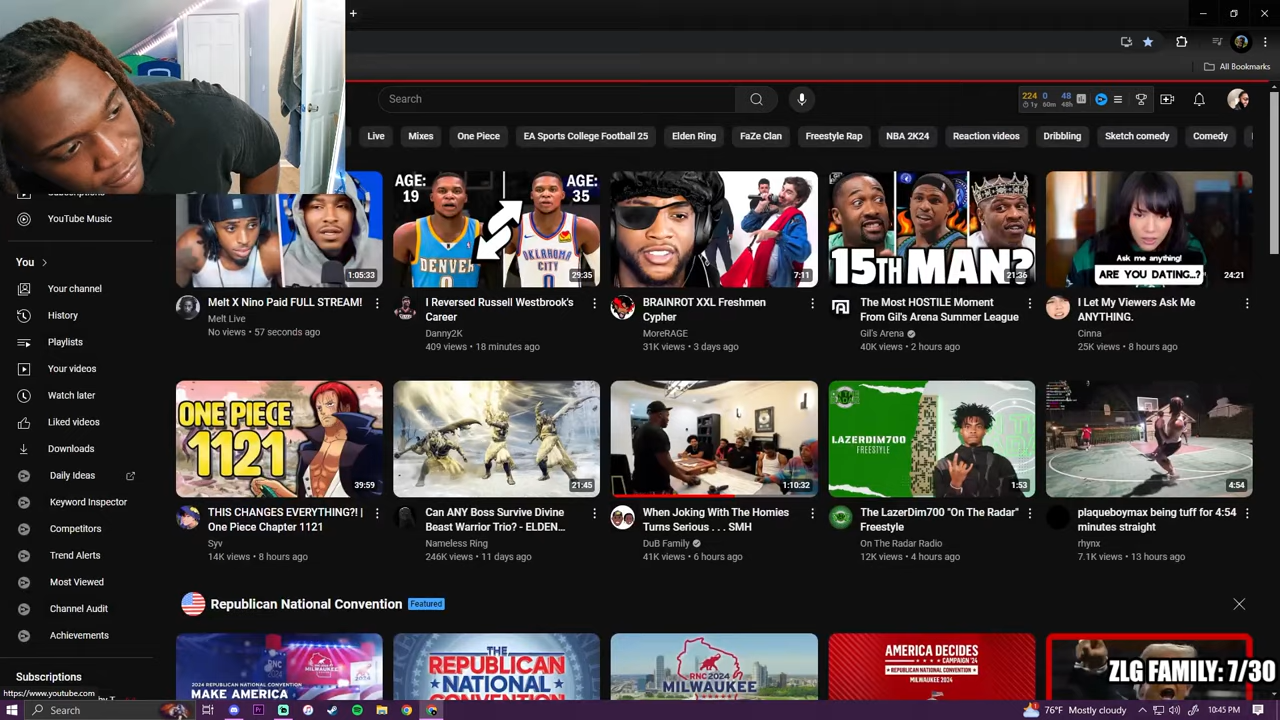 All Bookmarks
Search
224 0 48
1y 60m 48h
Live
Mixes
One Piece
EA Sports College Football 25
Elden Ring
FaZe Clan
Freestyle Rap
NBA 2K24
Reaction videos
Dribbling
Sketch comedy
Comedy
YouTube Music
You
Your channel
History
Playlists
Your videos
Watch later
Liked videos
Downloads
Daily Ideas
Keyword Inspector
Competitors
Trend Alerts
Most Viewed
Channel Audit
Achievements
Subscriptions
https://www.youtube.com
1:05:33
Melt X Nino Paid FULL STREAM!
Melt Live
No views • 57 seconds ago
AGE: 19
AGE: 35
DENVER
OKLAHOMA CITY
29:35
I Reversed Russell Westbrook's
Career
Danny2K
409 views • 18 minutes ago
7:11
BRAINROT XXL Freshmen
Cypher
MoreRAGE
31K views • 3 days ago
15TH MAN?
21:36
The Most HOSTILE Moment
From Gil's Arena Summer League
Gil's Arena
40K views • 2 hours ago
Ask me anything!
ARE YOU DATING...?
24:21
I Let My Viewers Ask Me
ANYTHING.
Cinna
25K views • 8 hours ago
ONE PIECE
1121
39:59
THIS CHANGES EVERYTHING?! |
One Piece Chapter 1121
Syv
14K views • 8 hours ago
21:45
Can ANY Boss Survive Divine
Beast Warrior Trio? - ELDEN...
Nameless Ring
246K views • 11 days ago
1:10:32
When Joking With The Homies
Turns Serious . . . SMH
DuB Family
41K views • 6 hours ago
LAZERDIM700
FREESTYLE
1:53
The LazerDim700 "On The Radar"
Freestyle
On The Radar Radio
12K views • 4 hours ago
4:54
plaqueboymax being tuff for 4:54
minutes straight
rhynx
7.1K views • 13 hours ago
Republican National Convention
Featured
2024 REPUBLICAN NATIONAL CONVENTION
MAKE AMERICA
THE
REPUBLICAN
NATIONAL
CONVENTION
RNC 2024
MILWAUKEE
AMERICA
DECIDES
CAMPAIGN '24
REPUBLICAN NATIONAL CONVENTION
MILWAUKEE 2024
ZLG FAMILY: 7/30
Search
76°F Mostly cloudy
10:45 PM